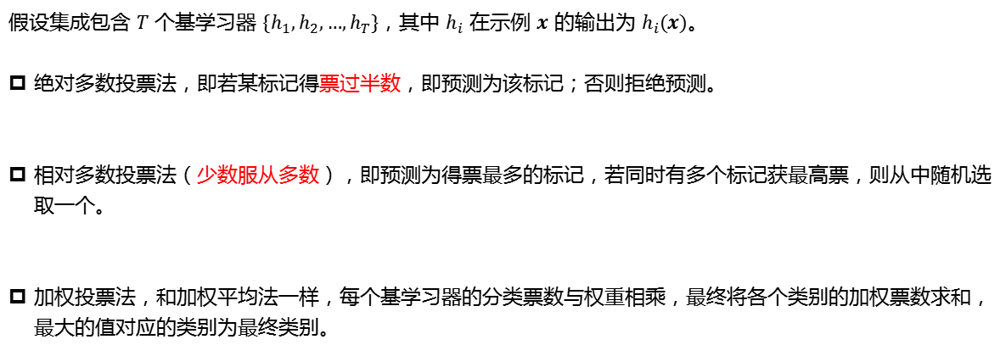 假设集成包含 T 个基学习器 {h₁, h₂, …, h_T}，其中 hᵢ 在示例 x 的输出为 hᵢ(x)。
绝对多数投票法，即若某标记得票过半数，即预测为该标记；否则拒绝预测。
相对多数投票法（少数服从多数），即预测为得票最多的标记，若同时有多个标记获最高票，则从中随机选
取一个。
加权投票法，和加权平均法一样，每个基学习器的分类票数与权重相乘，最终将各个类别的加权票数求和，
最大的值对应的类别为最终类别。